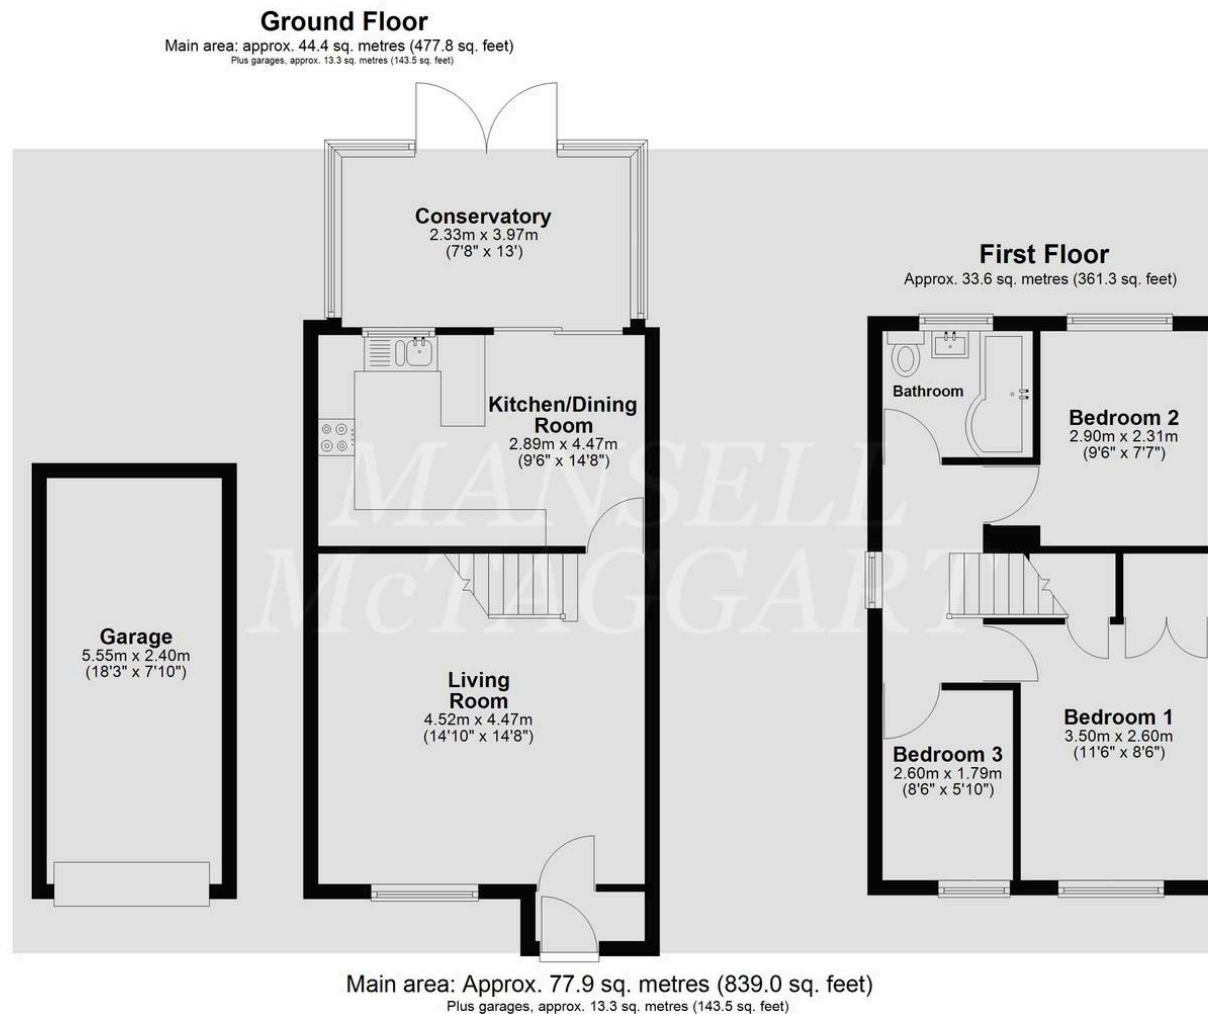 Ground Floor
Main area: approx. 44.4 sq. metres (477.8 sq. feet)
Plus garages, approx. 13.3 sq. metres (143.5 sq. feet)
Conservatory
2.33m x 3.97m
(7'8" x 13')
First Floor
Approx. 33.6 sq. metres (361.3 sq. feet)
Kitchen/Dining
Room
2.89m x 4.47m
(9'6" x 14'8")
Bathroom
Bedroom 2
2.90m x 2.31m
(9'6" x 7'7")
MANSELL
McTAGGART
Garage
5.55m x 2.40m
(18'3" x 7'10")
Living
Room
4.52m x 4.47m
(14'10" x 14'8")
Bedroom 1
3.50m x 2.60m
(11'6" x 8'6")
Bedroom 3
2.60m x 1.79m
(8'6" x 5'10")
Main area: Approx. 77.9 sq. metres (839.0 sq. feet)
Plus garages, approx. 13.3 sq. metres (143.5 sq. feet)